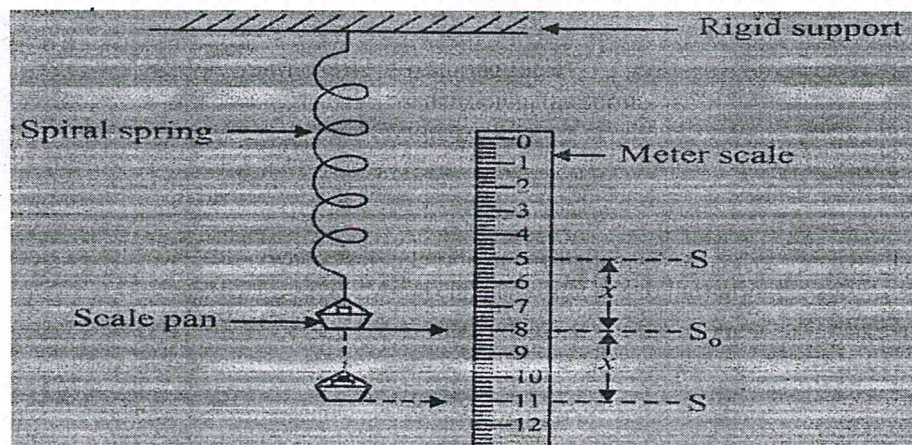 Rigid support
Spiral spring
0
Meter scale
1
2
3
4
5 S
6
x
7
Scale pan
8 S₀
9
x
10
11 S
12